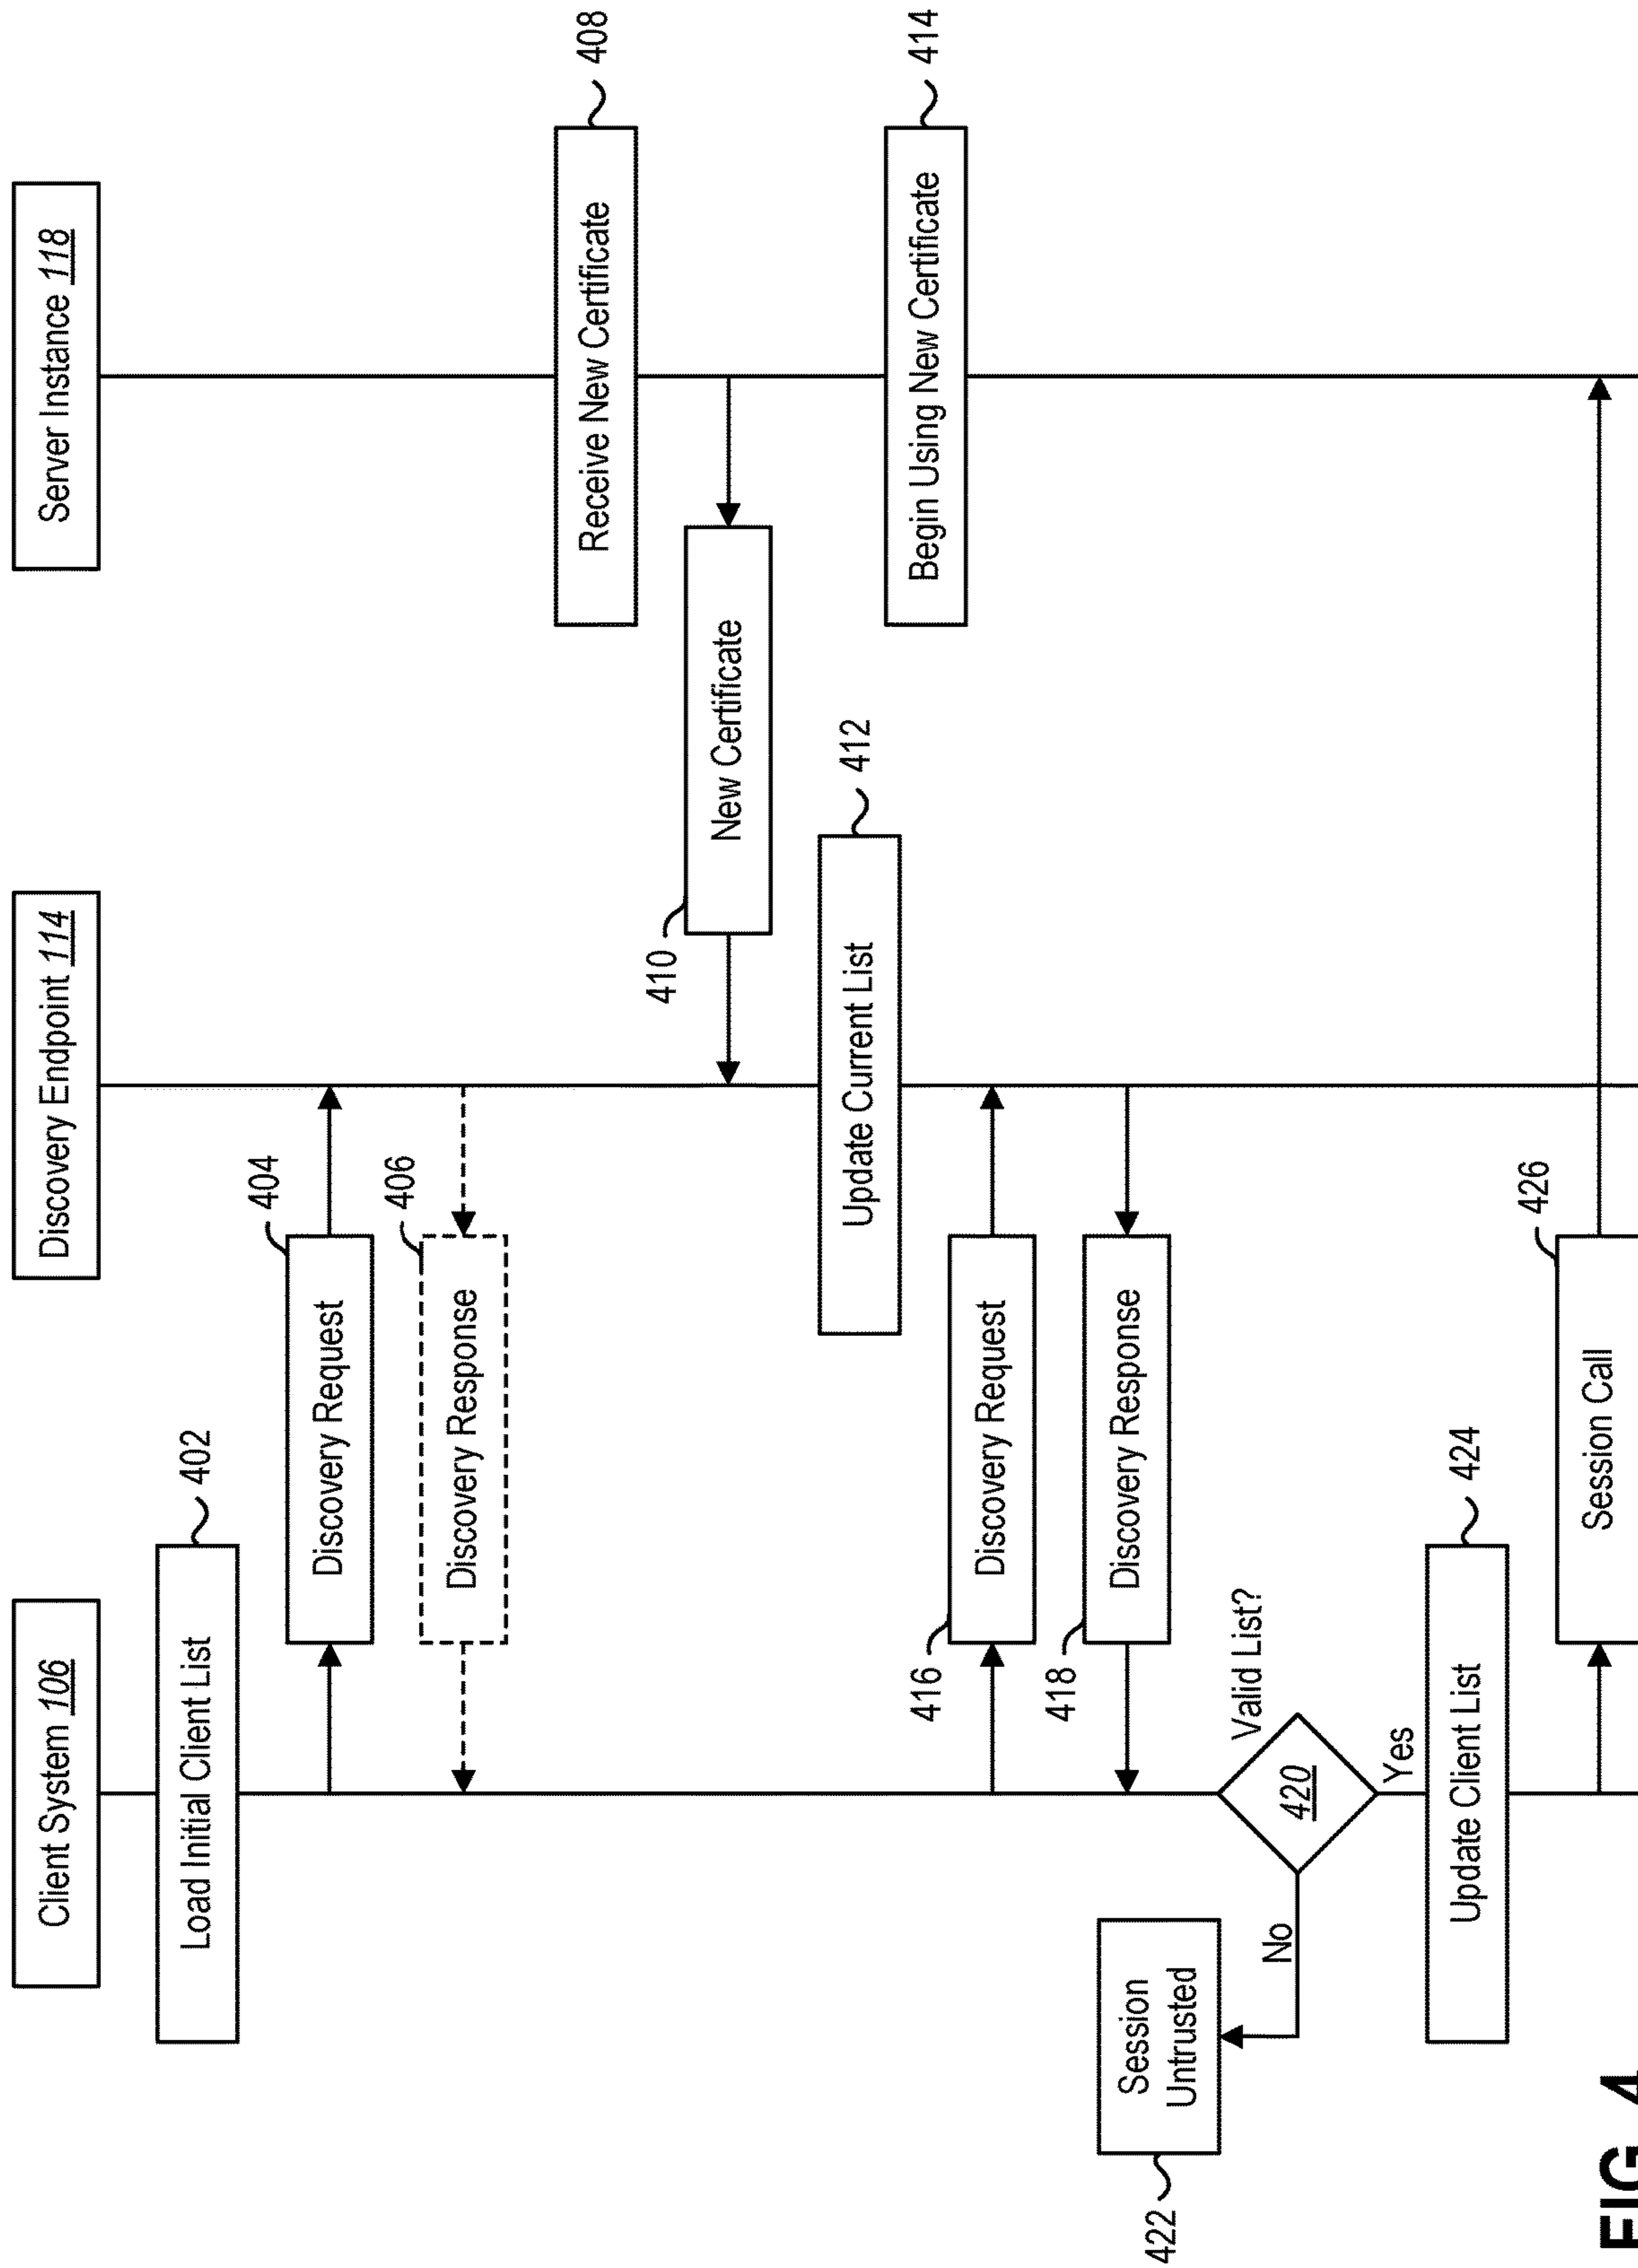 Client System 106
Discovery Endpoint 114
Server Instance 118
Load Initial Client List
402
404
Discovery Request
406
Discovery Response
Receive New Certificate
408
410
New Certificate
Update Current List
412
Begin Using New Certificate
414
416
Discovery Request
418
Discovery Response
Valid List?
420
No
Yes
Session
Untrusted
422
Update Client List
424
426
Session Call
FIG. 4